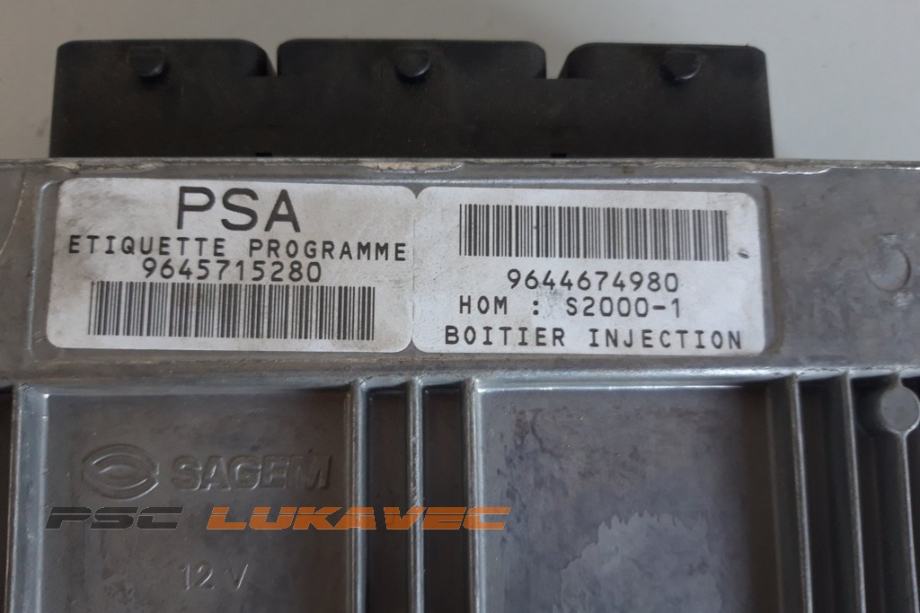 PSA
ETIQUETTE PROGRAMME
9645715280
9644674980
HOM : S2000-1
BOITIER INJECTION
SAGEM
PSC LUKAVEC
12 V